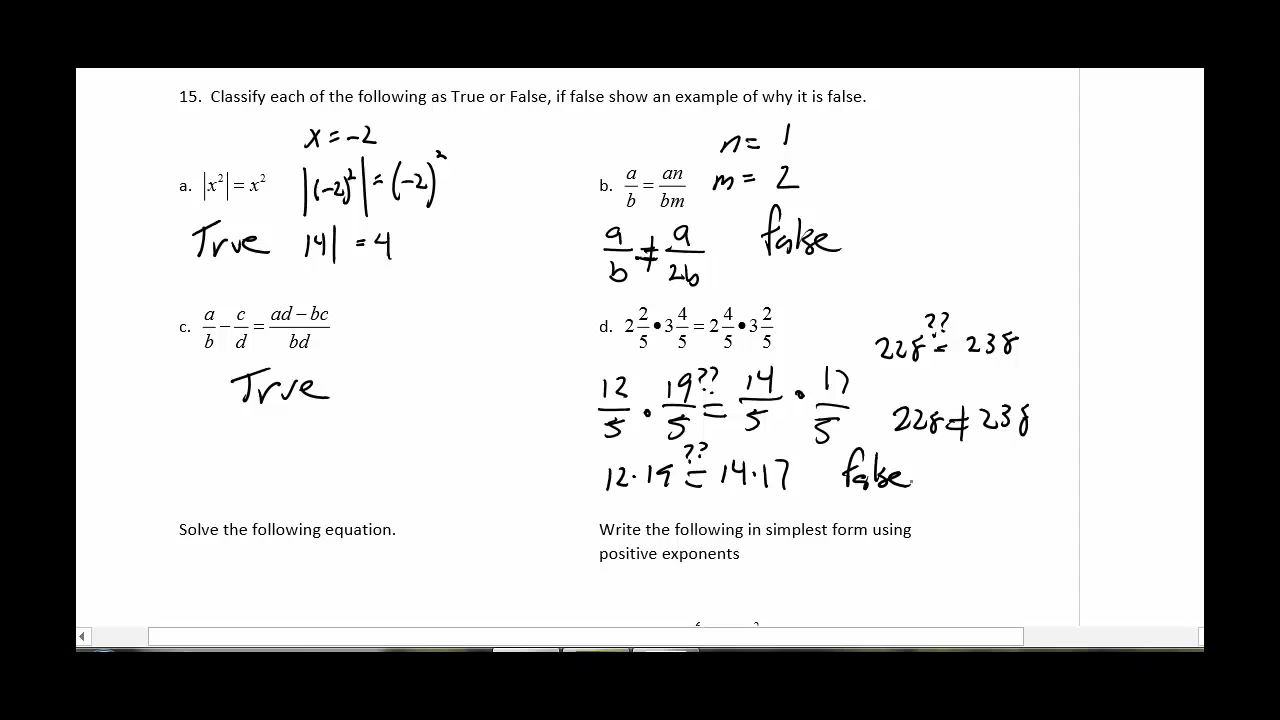 15. Classify each of the following as True or False, if false show an example of why it is false.
x = -2
a. |x²| = x²
|(-2)²| = (-2)²
True |4| = 4
n = 1
m = 2
b. a/b = an/bm
a/b ≠ a/2b
false
c. a/b - c/d = (ad - bc)/bd
True
d. 2 2/5 • 3 4/5 = 2 4/5 • 3 2/5
12/5 · 19/5 ?? = 14/5 · 17/5
12·19 ?? = 14·17
228 ?? = 238
228 ≠ 238
false
Solve the following equation.
Write the following in simplest form using
positive exponents